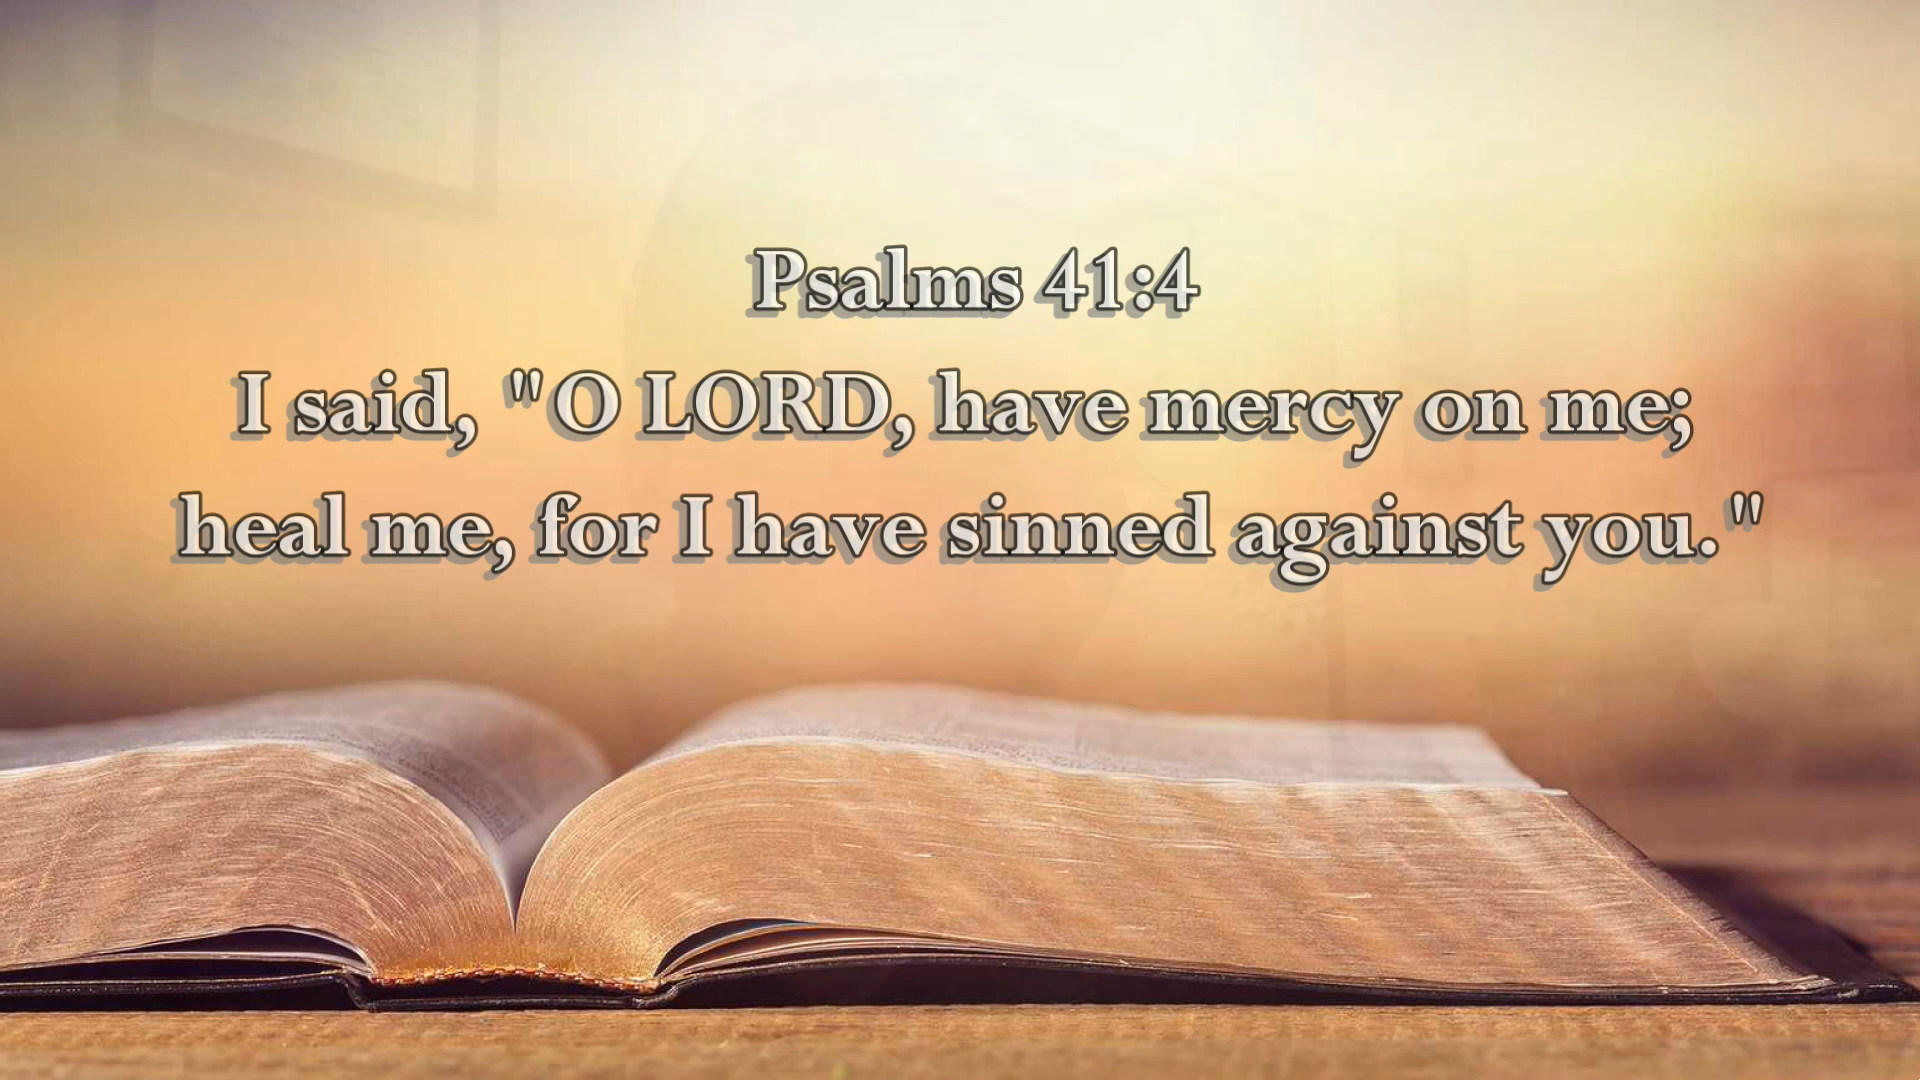 Psalms 41:4
I said, "O LORD, have mercy on me;
heal me, for I have sinned against you."